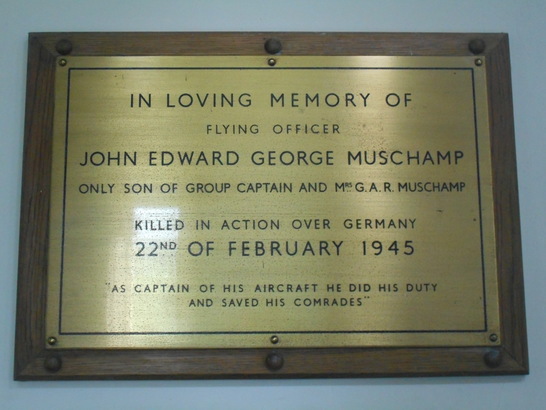 IN LOVING MEMORY OF
FLYING OFFICER
JOHN EDWARD GEORGE MUSCHAMP
ONLY SON OF GROUP CAPTAIN AND MRS G.A.R. MUSCHAMP
KILLED IN ACTION OVER GERMANY
22ND OF FEBRUARY 1945
"AS CAPTAIN OF HIS AIRCRAFT HE DID HIS DUTY
AND SAVED HIS COMRADES"